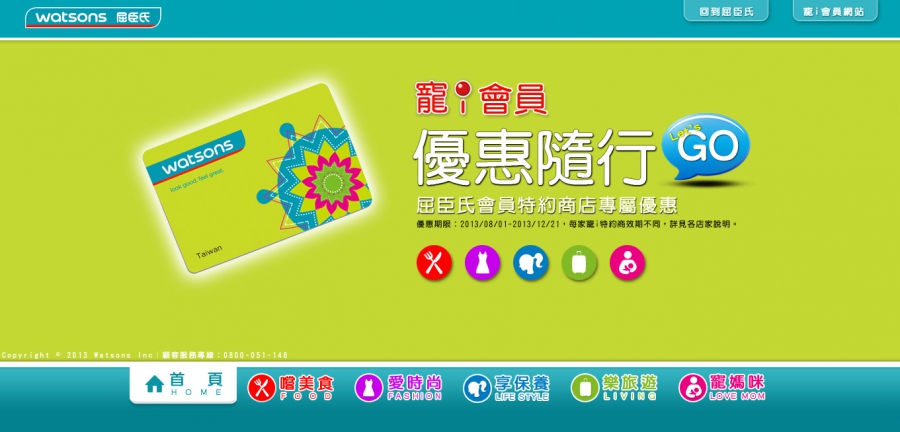 watsons 屈臣氏
回到屈臣氏
寵i會員網站
watsons
look good, feel great.
Taiwan
寵i會員
優惠隨行
Let's GO
屈臣氏會員特約商店專屬優惠
優惠期限：2013/08/01-2013/12/21，每家寵i特約商效期不同，詳見各店家說明。
Copyright © 2013 Watsons Inc｜顧客服務專線：0800-051-148
首頁
HOME
嚐美食
FOOD
愛時尚
FASHION
享保養
LIFE STYLE
樂旅遊
LIVING
寵媽咪
LOVE MOM